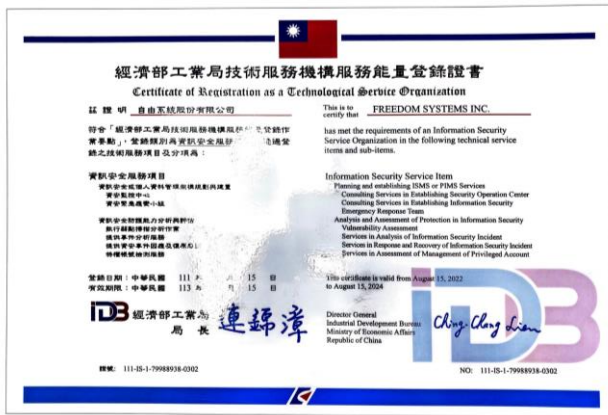 經濟部工業局技術服務機構服務能量登錄證書
Certificate of Registration as a Technological Service Organization
茲證明 自由系統股份有限公司
符合「經濟部工業局技術服務機構服務 及登錄作
業要點」,登錄類別為資訊安全服務 通過登
錄之技術服務項目及分項為:
資訊安全服務項目
資訊安全或個人資料管理架構規劃與建置
資安監控中心
資安緊急應變小組
資訊安全防護能力分析與評估
執行弱點掃描分析作業
提供事件分析服務
提供資安事件回應及復原
特權帳號檢測服務
登錄日期:中華民國 111 15 日
有效期限:中華民國 113 15 日
iDB 經濟部工業局
局長 連錦漳
證號: 111-IS-1-79988938-0302
This is to
certify that FREEDOM SYSTEMS INC.
has met the requirements of an Information Security
Service Organization in the following technical service
items and sub-items.
Information Security Service Item
Planning and establishing ISMS or PIMS Services
Consulting Services in Establishing Security Operation Center
Consulting Services in Establishing Information Security
Emergency Response Team
Analysis and Assessment of Protection in Information Security
Vulnerability Assessment
Services in Analysis of Information Security Incident
Services in Response and Recovery of Information Security Incident
Services in Assessment of Management of Privileged Account
This certificate is valid from August 15, 2022
to August 15, 2024
Director General
Industrial Development Bureau
Ministry of Economic Affairs
Republic of China
Ching-Chang Lien
iDB
NO: 111-IS-1-79988938-0302